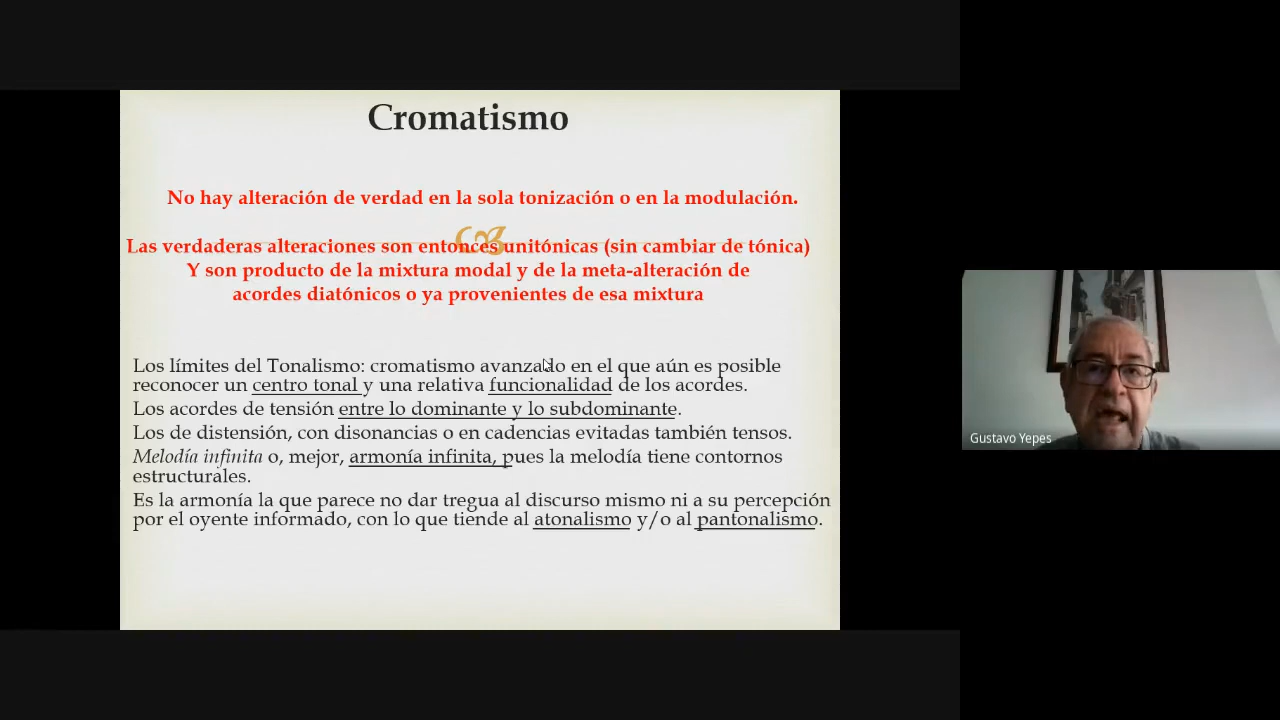 Cromatismo
No hay alteración de verdad en la sola tonización o en la modulación.
Las verdaderas alteraciones son entonces unitónicas (sin cambiar de tónica)
Y son producto de la mixtura modal y de la meta-alteración de
acordes diatónicos o ya provenientes de esa mixtura
Los límites del Tonalismo: cromatismo avanzado en el que aún es posible
reconocer un centro tonal y una relativa funcionalidad de los acordes.
Los acordes de tensión entre lo dominante y lo subdominante.
Los de distensión, con disonancias o en cadencias evitadas también tensos.
Melodía infinita o, mejor, armonía infinita, pues la melodía tiene contornos
estructurales.
Es la armonía la que parece no dar tregua al discurso mismo ni a su percepción
por el oyente informado, con lo que tiende al atonalismo y/o al pantonalismo.
Gustavo Yepes